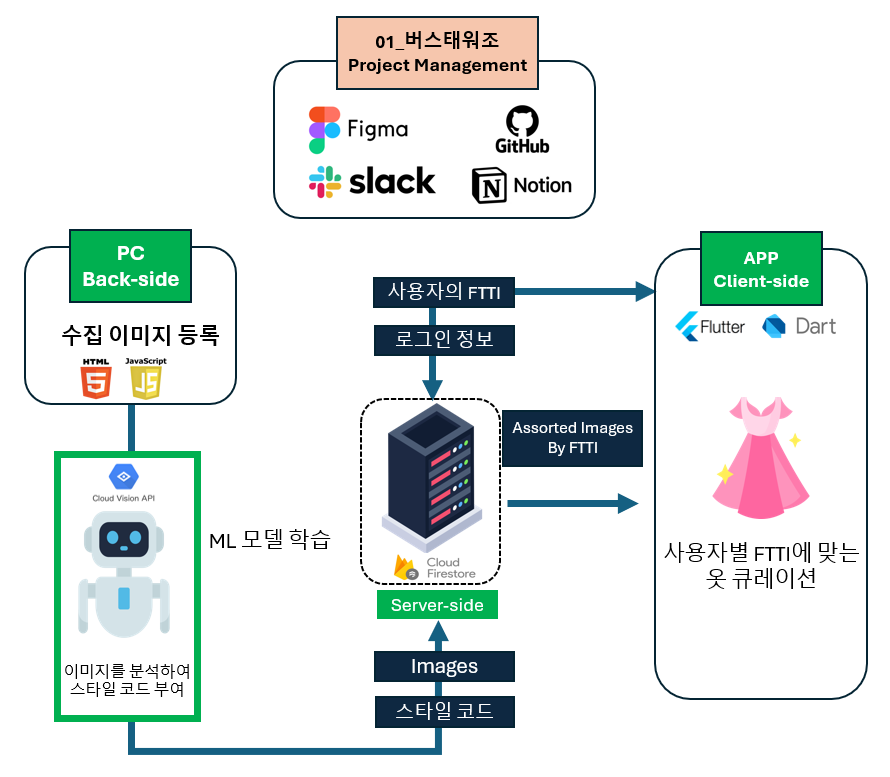 01_버스태워조
Project Management
Figma
GitHub
slack
Notion
PC
Back-side
수집 이미지 등록
HTML
5
JavaScript
JS
Cloud Vision API
ML 모델 학습
이미지를 분석하여
스타일 코드 부여
사용자의 FTTI
로그인 정보
Assorted Images
By FTTI
Cloud
Firestore
Server-side
Images
스타일 코드
APP
Client-side
Flutter
Dart
사용자별 FTTI에 맞는
옷 큐레이션